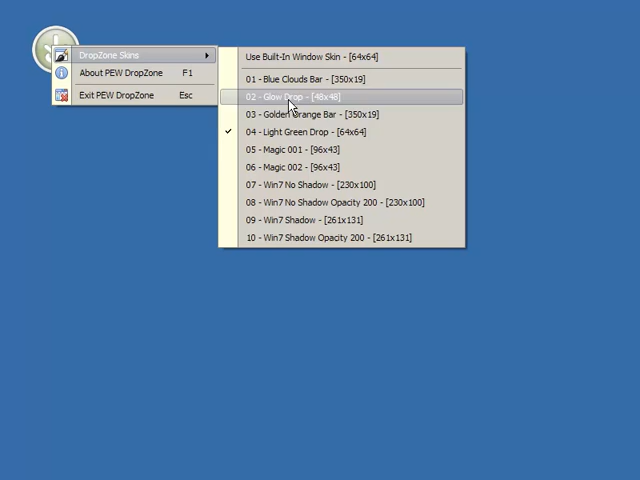 DropZone Skins
About PEW DropZone F1
Exit PEW DropZone Esc
Use Built-In Window Skin - [64x64]
01 - Blue Clouds Bar - [350x19]
02 - Glow Drop - [48x48]
03 - Golden Orange Bar - [350x19]
04 - Light Green Drop - [64x64]
05 - Magic 001 - [96x43]
06 - Magic 002 - [96x43]
07 - Win7 No Shadow - [230x100]
08 - Win7 No Shadow Opacity 200 - [230x100]
09 - Win7 Shadow - [261x131]
10 - Win7 Shadow Opacity 200 - [261x131]